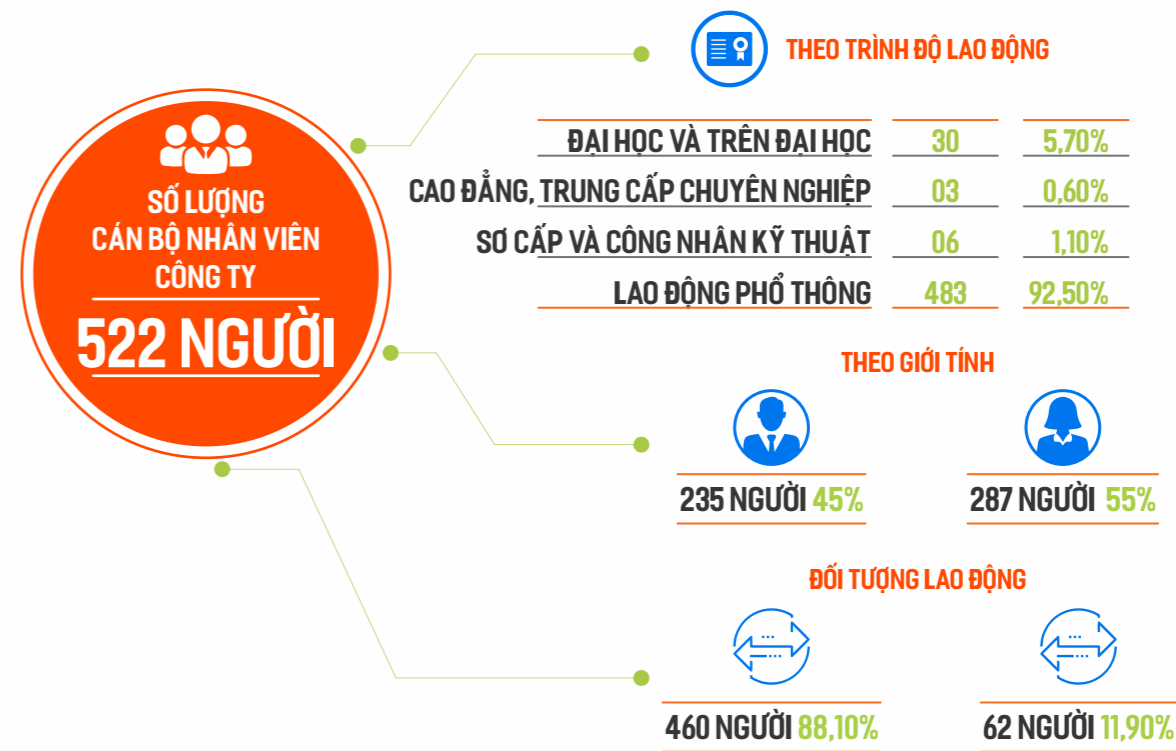 SỐ LƯỢNG
CÁN BỘ NHÂN VIÊN
CÔNG TY
522 NGƯỜI
THEO TRÌNH ĐỘ LAO ĐỘNG
ĐẠI HỌC VÀ TRÊN ĐẠI HỌC 30 5,70%
CAO ĐẲNG, TRUNG CẤP CHUYÊN NGHIỆP 03 0,60%
SƠ CẤP VÀ CÔNG NHÂN KỸ THUẬT 06 1,10%
LAO ĐỘNG PHỔ THÔNG 483 92,50%
THEO GIỚI TÍNH
235 NGƯỜI 45% 287 NGƯỜI 55%
ĐỐI TƯỢNG LAO ĐỘNG
460 NGƯỜI 88,10% 62 NGƯỜI 11,90%